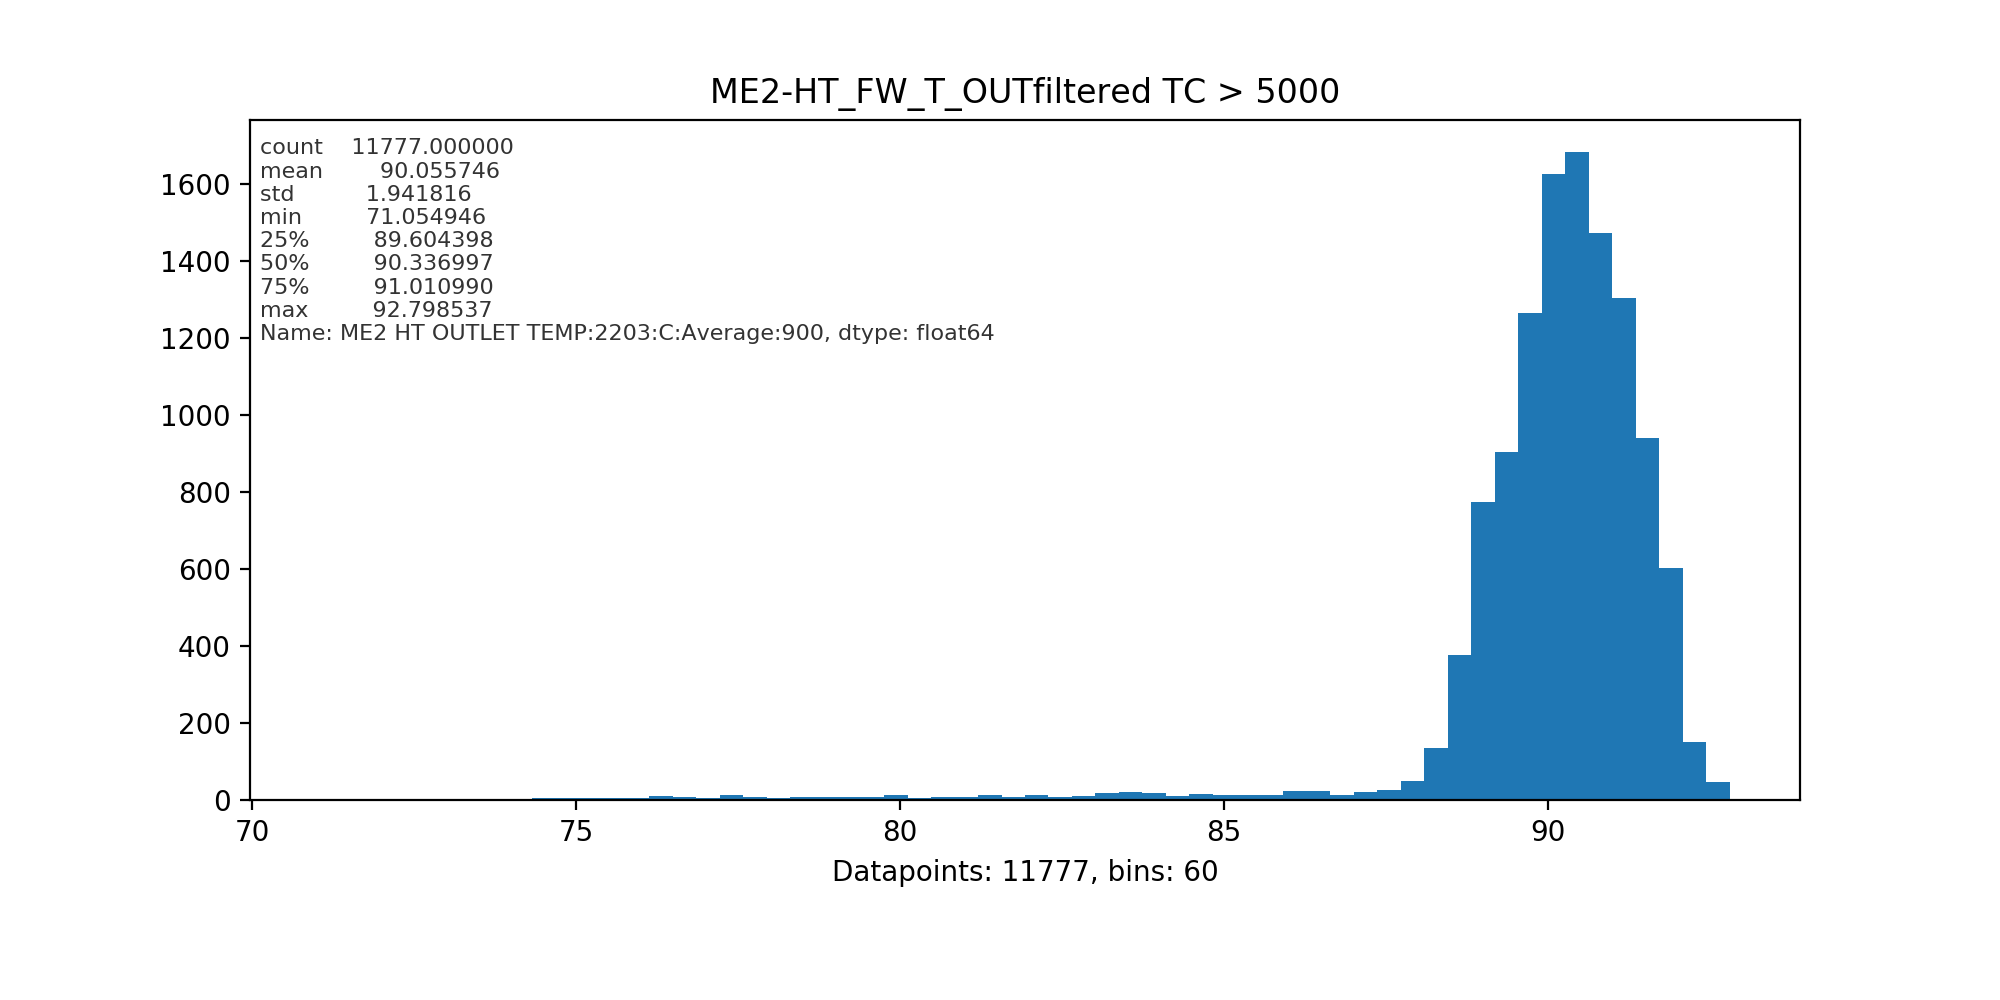 ME2-HT_FW_T_OUTfiltered TC > 5000
count 11777.000000
mean 90.055746
std 1.941816
min 71.054946
25% 89.604398
50% 90.336997
75% 91.010990
max 92.798537
Name: ME2 HT OUTLET TEMP:2203:C:Average:900, dtype: float64
1600
1400
1200
1000
800
600
400
200
0
70 75 80 85 90
Datapoints: 11777, bins: 60